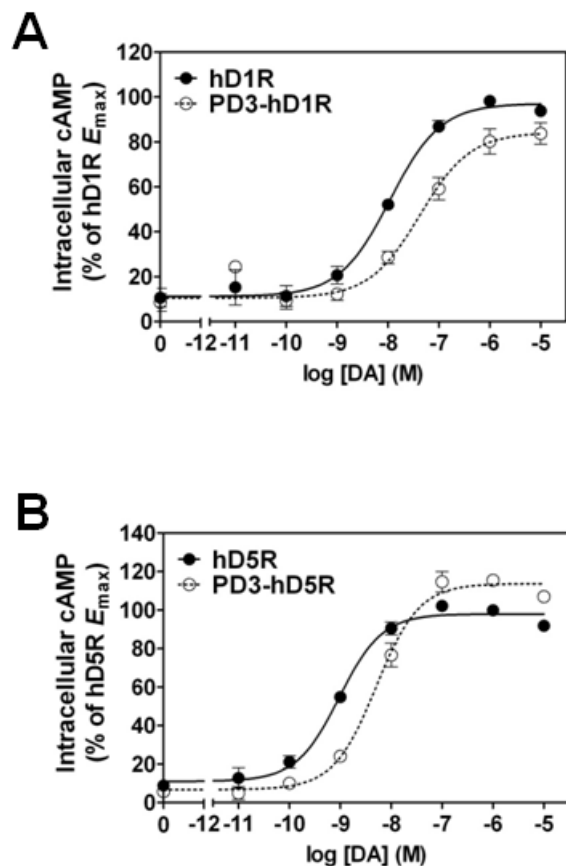 A
Intracellular cAMP
(% of hD1R Emax)
120
100
80
60
40
20
0
hD1R
PD3-hD1R
0 -12 -11 -10 -9 -8 -7 -6 -5
log [DA] (M)
B
Intracellular cAMP
(% of hD5R Emax)
140
120
100
80
60
40
20
0
hD5R
PD3-hD5R
0 -12 -11 -10 -9 -8 -7 -6 -5
log [DA] (M)